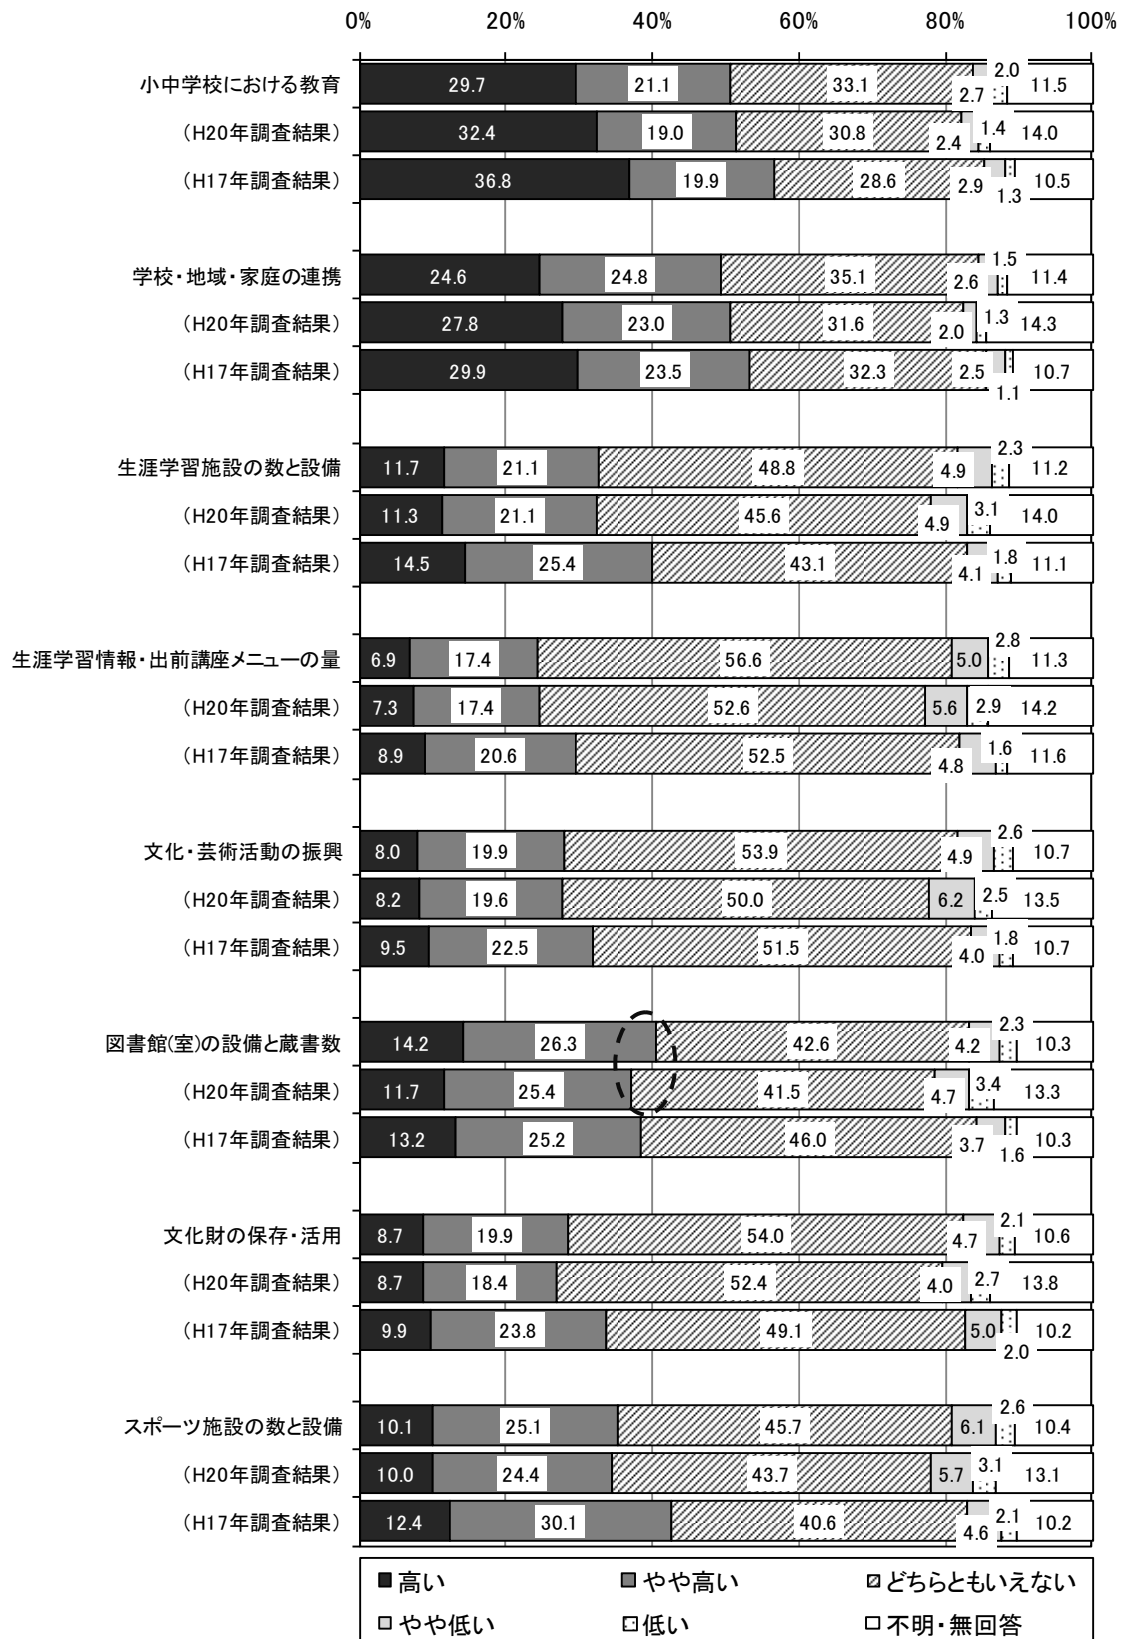 0% 20% 40% 60% 80% 100%
小中学校における教育 29.7 21.1 33.1 2.7 2.0 11.5
（H20年調査結果） 32.4 19.0 30.8 2.4 1.4 14.0
（H17年調査結果） 36.8 19.9 28.6 2.9 1.3 10.5
学校・地域・家庭の連携 24.6 24.8 35.1 2.6 1.5 11.4
（H20年調査結果） 27.8 23.0 31.6 2.0 1.3 14.3
（H17年調査結果） 29.9 23.5 32.3 2.5 1.1 10.7
生涯学習施設の数と設備 11.7 21.1 48.8 4.9 2.3 11.2
（H20年調査結果） 11.3 21.1 45.6 4.9 3.1 14.0
（H17年調査結果） 14.5 25.4 43.1 4.1 1.8 11.1
生涯学習情報・出前講座メニューの量 6.9 17.4 56.6 5.0 2.8 11.3
（H20年調査結果） 7.3 17.4 52.6 5.6 2.9 14.2
（H17年調査結果） 8.9 20.6 52.5 4.8 1.6 11.6
文化・芸術活動の振興 8.0 19.9 53.9 4.9 2.6 10.7
（H20年調査結果） 8.2 19.6 50.0 6.2 2.5 13.5
（H17年調査結果） 9.5 22.5 51.5 4.0 1.8 10.7
図書館(室)の設備と蔵書数 14.2 26.3 42.6 4.2 2.3 10.3
（H20年調査結果） 11.7 25.4 41.5 4.7 3.4 13.3
（H17年調査結果） 13.2 25.2 46.0 3.7 1.6 10.3
文化財の保存・活用 8.7 19.9 54.0 4.7 2.1 10.6
（H20年調査結果） 8.7 18.4 52.4 4.0 2.7 13.8
（H17年調査結果） 9.9 23.8 49.1 5.0 2.0 10.2
スポーツ施設の数と設備 10.1 25.1 45.7 6.1 2.6 10.4
（H20年調査結果） 10.0 24.4 43.7 5.7 3.1 13.1
（H17年調査結果） 12.4 30.1 40.6 4.6 2.1 10.2
高い やや高い どちらともいえない
やや低い 低い 不明・無回答